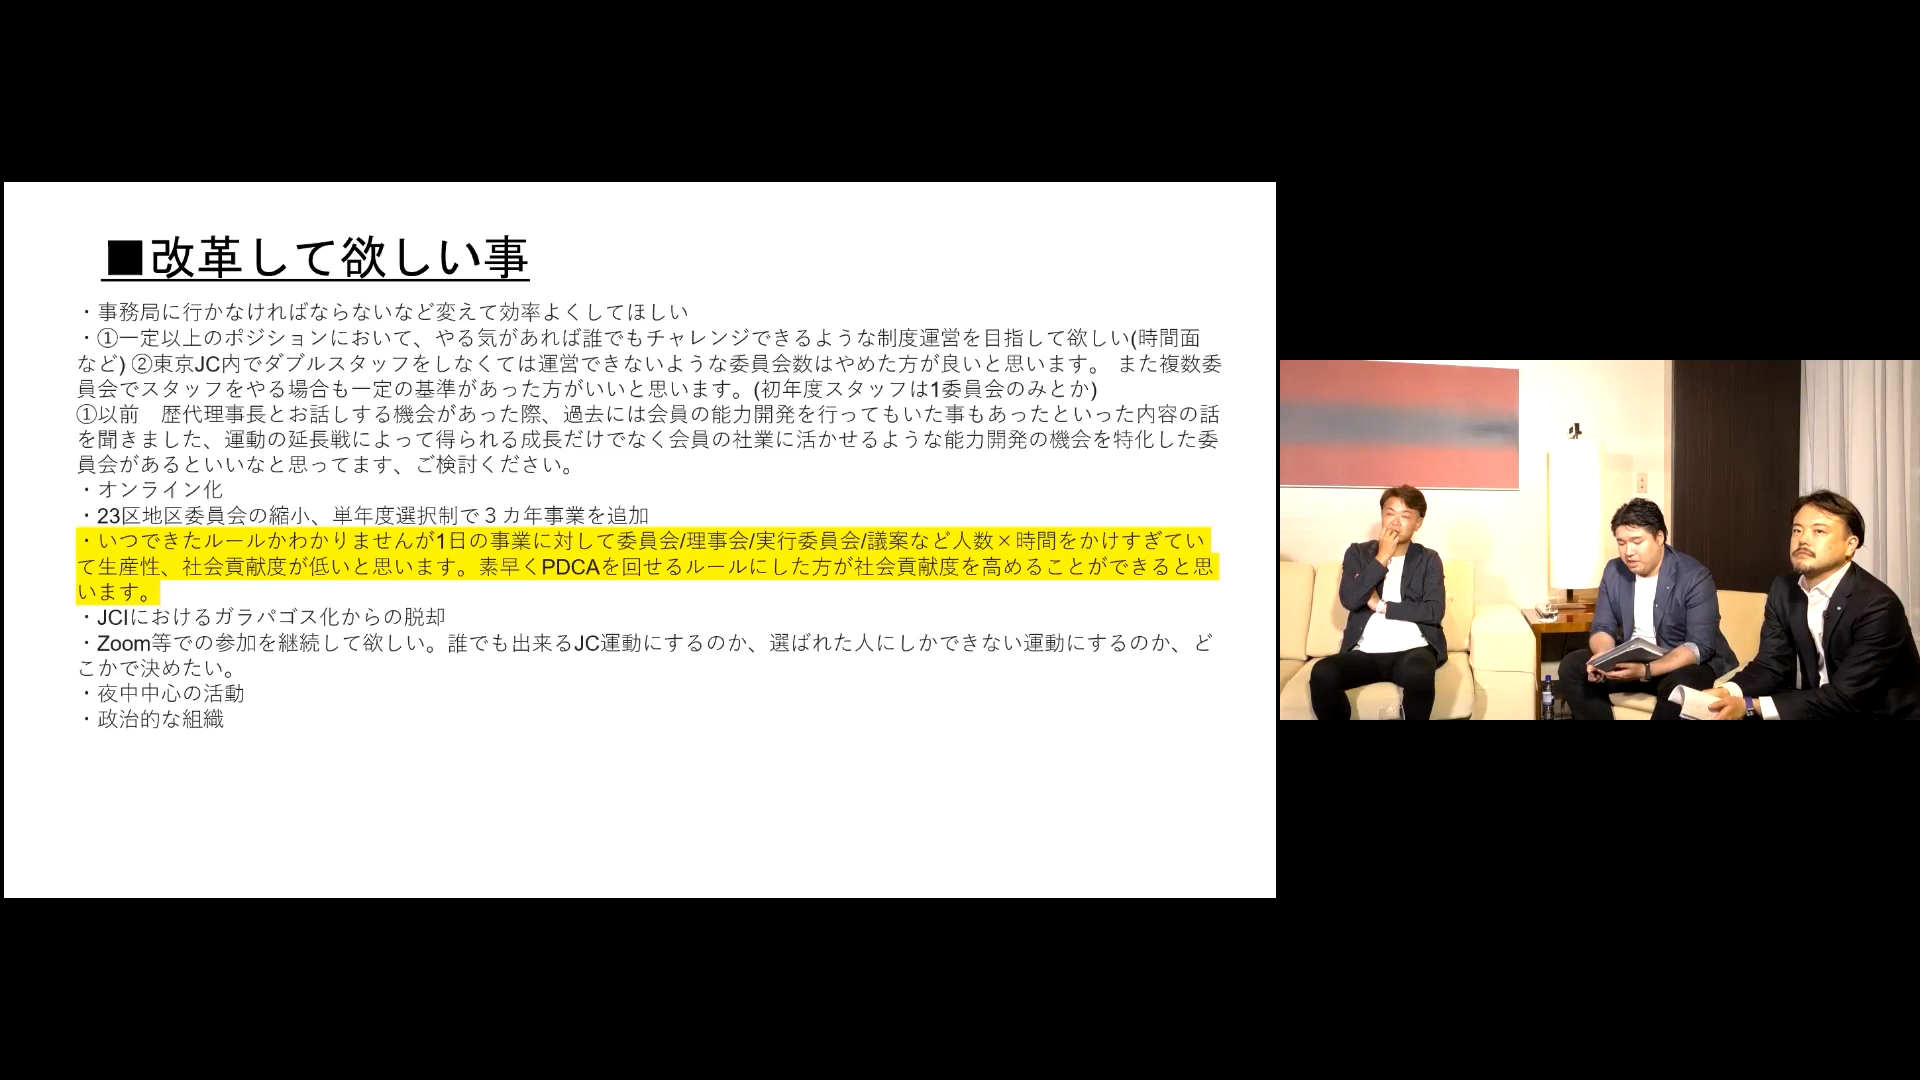 ■改革して欲しい事
・事務局に行かなければならないなど変えて効率よくしてほしい
・①一定以上のポジションにおいて、やる気があれば誰でもチャレンジできるような制度運営を目指して欲しい(時間面
など) ②東京JC内でダブルスタッフをしなくては運営できないような委員会数はやめた方が良いと思います。 また複数委
員会でスタッフをやる場合も一定の基準があった方がいいと思います。(初年度スタッフは1委員会のみとか)
①以前　歴代理事長とお話しする機会があった際、過去には会員の能力開発を行ってもいた事もあったといった内容の話
を聞きました、運動の延長戦によって得られる成長だけでなく会員の社業に活かせるような能力開発の機会を特化した委
員会があるといいなと思ってます、ご検討ください。
・オンライン化
・23区地区委員会の縮小、単年度選択制で３カ年事業を追加
・いつできたルールかわかりませんが1日の事業に対して委員会/理事会/実行委員会/議案など人数×時間をかけすぎてい
て生産性、社会貢献度が低いと思います。素早くPDCAを回せるルールにした方が社会貢献度を高めることができると思
います。
・JCIにおけるガラパゴス化からの脱却
・Zoom等での参加を継続して欲しい。誰でも出来るJC運動にするのか、選ばれた人にしかできない運動にするのか、ど
こかで決めたい。
・夜中中心の活動
・政治的な組織